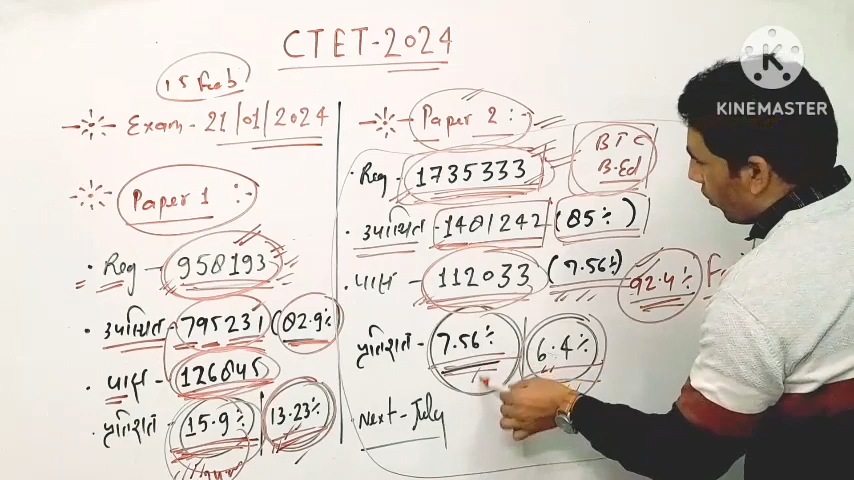 CTET-2024
15 Feb
Exam - 21/01/2024
Paper 1 :-
• Reg - 958193
• उपस्थित - 795231 (82.9%)
• पास - 126845
• प्रतिशत - 15.9% | 13.23%
Paper 2 :-
Reg - 1735333
BTC
B.Ed
उपस्थित - 1481242 (85%)
पास - 112033 (7.56%)
92.4%
प्रतिशत - 7.56% | 6.4%
Next - July
K
KINEMASTER